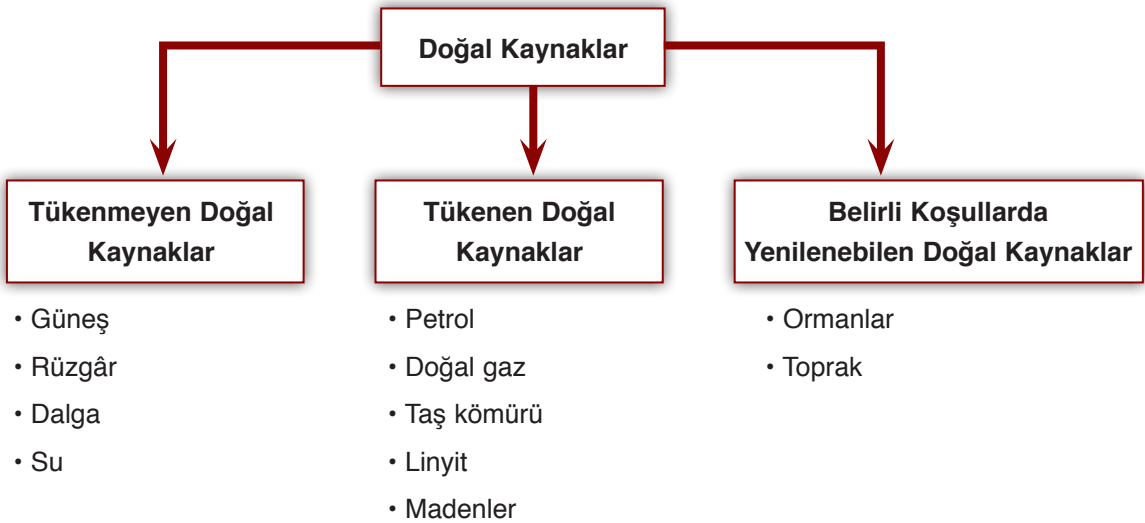 Doğal Kaynaklar
Tükenmeyen Doğal
Kaynaklar
• Güneş
• Rüzgâr
• Dalga
• Su
Tükenen Doğal
Kaynaklar
• Petrol
• Doğal gaz
• Taş kömürü
• Linyit
• Madenler
Belirli Koşullarda
Yenilenebilen Doğal Kaynaklar
• Ormanlar
• Toprak